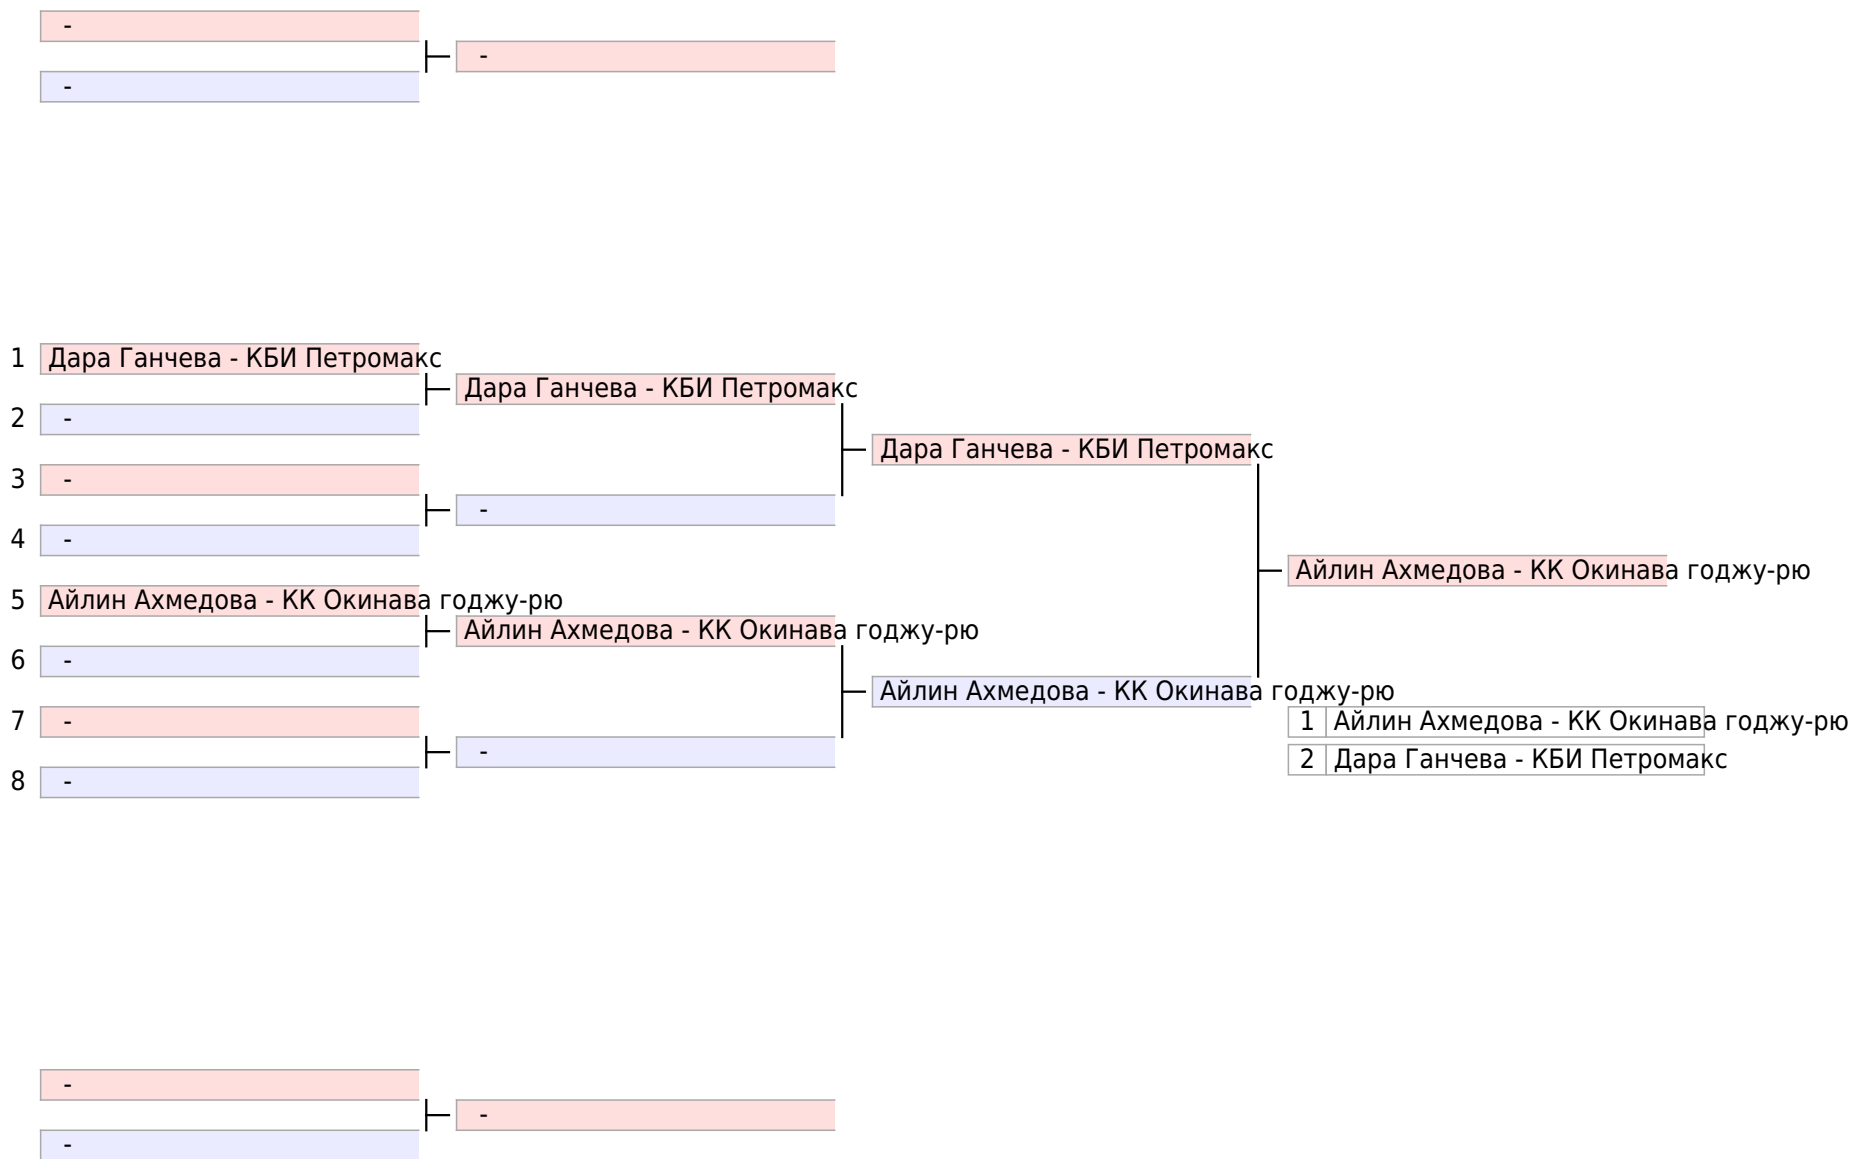 -
-
-
1 Дара Ганчева - КБИ Петромакс
Дара Ганчева - КБИ Петромакс
2 -
Дара Ганчева - КБИ Петромакс
3 -
-
4 -
Айлин Ахмедова - КК Окинава годжу-рю
5 Айлин Ахмедова - КК Окинава годжу-рю
Айлин Ахмедова - КК Окинава годжу-рю
6 -
Айлин Ахмедова - КК Окинава годжу-рю
7 -
1 Айлин Ахмедова - КК Окинава годжу-рю
-
2 Дара Ганчева - КБИ Петромакс
8 -
-
-
-